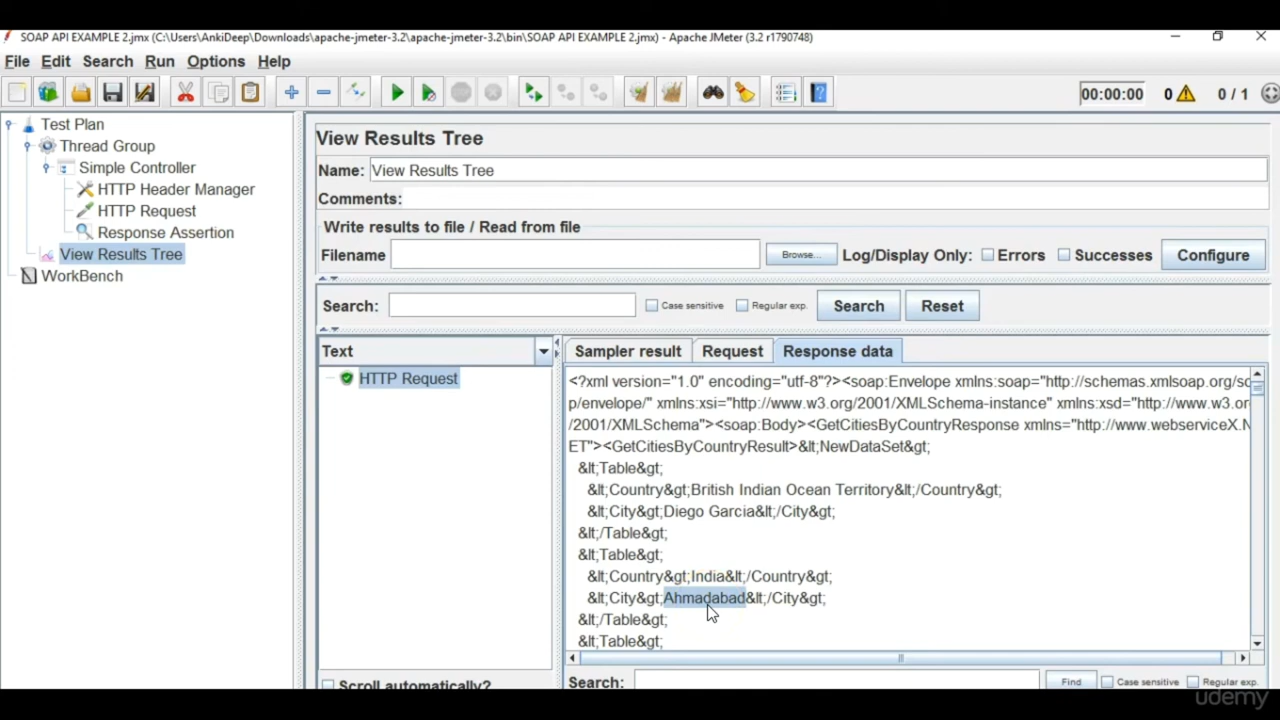 SOAP API EXAMPLE 2.jmx (C:\Users\AnkiDeep\Downloads\apache-jmeter-3.2\apache-jmeter-3.2\bin\SOAP API EXAMPLE 2.jmx) - Apache JMeter (3.2 r1790748)
File Edit Search Run Options Help
00:00:00 0 0 / 1
Test Plan
Thread Group
Simple Controller
HTTP Header Manager
HTTP Request
Response Assertion
View Results Tree
WorkBench
View Results Tree
Name: View Results Tree
Comments:
Write results to file / Read from file
Filename Browse... Log/Display Only: Errors Successes Configure
Search: Case sensitive Regular exp. Search Reset
Text
HTTP Request
Scroll automatically?
Sampler result Request Response data
<?xml version="1.0" encoding="utf-8"?><soap:Envelope xmlns:soap="http://schemas.xmlsoap.org/so
p/envelope/" xmlns:xsi="http://www.w3.org/2001/XMLSchema-instance" xmlns:xsd="http://www.w3.or
/2001/XMLSchema"><soap:Body><GetCitiesByCountryResponse xmlns="http://www.webserviceX.N
ET"><GetCitiesByCountryResult>&lt;NewDataSet&gt;
&lt;Table&gt;
&lt;Country&gt;British Indian Ocean Territory&lt;/Country&gt;
&lt;City&gt;Diego Garcia&lt;/City&gt;
&lt;/Table&gt;
&lt;Table&gt;
&lt;Country&gt;India&lt;/Country&gt;
&lt;City&gt;Ahmadabad&lt;/City&gt;
&lt;/Table&gt;
&lt;Table&gt;
Search: Find Case sensitive Regular exp.
udemy